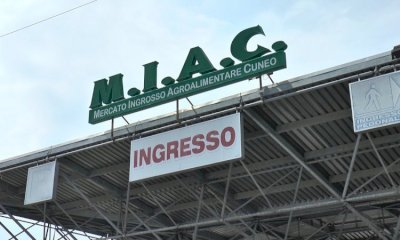 M.I.A.C.
MERCATO INGROSSO AGROALIMENTARE CUNEO
INGRESSO